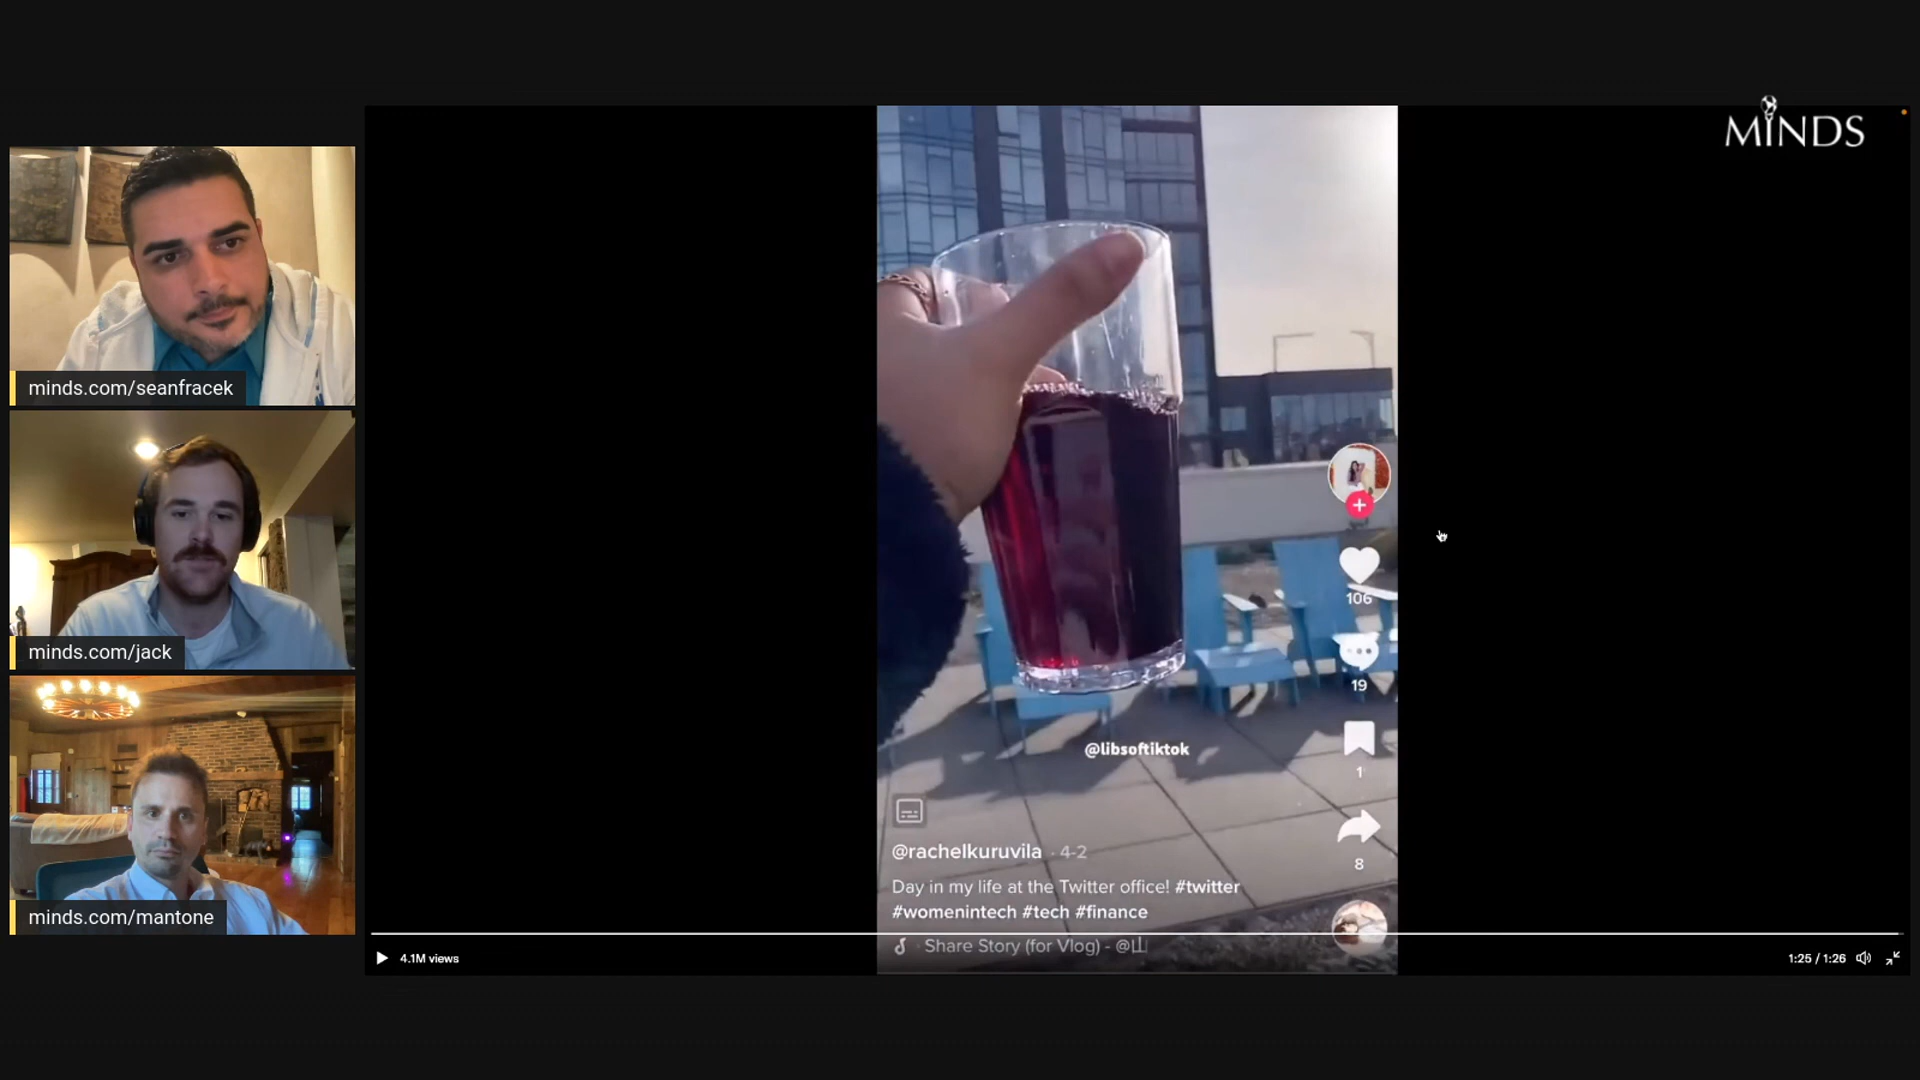 MINDS
minds.com/seanfracek
minds.com/jack
minds.com/mantone
106
19
1
8
@libsoftiktok
@rachelkuruvila · 4-2
Day in my life at the Twitter office! #twitter
#womenintech #tech #finance
Share Story (for Vlog) - @山
4.1M views
1:25 / 1:26